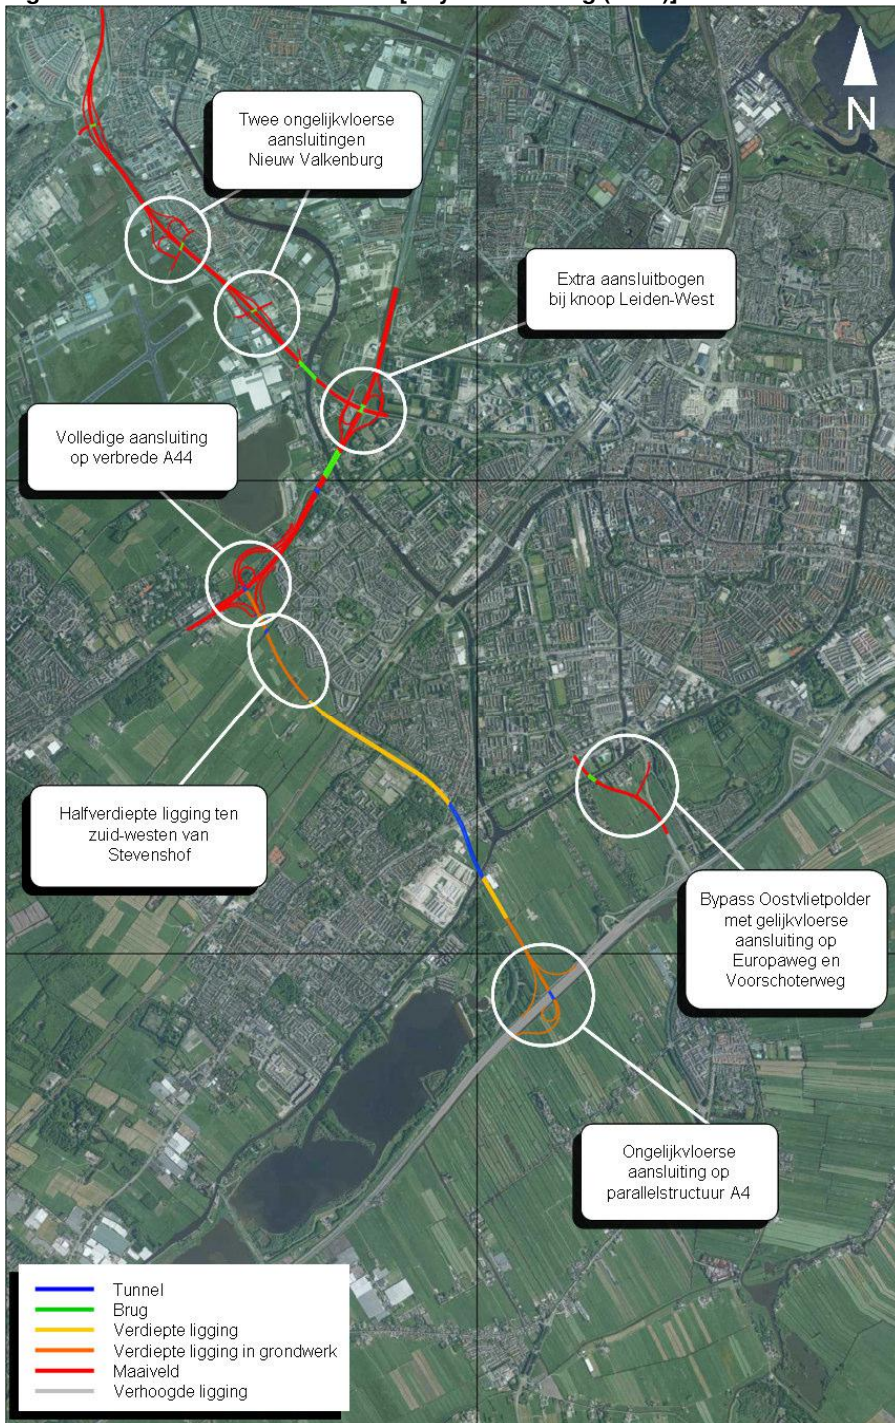 Twee ongelijkvloerse
aansluitingen
Nieuw Valkenburg
N
Extra aansluitbogen
bij knoop Leiden-West
Volledige aansluiting
op verbrede A44
Halfverdiepte ligging ten
zuid-westen van
Stevenshof
Bypass Oostvlietpolder
met gelijkvloerse
aansluiting op
Europaweg en
Voorschoterweg
Ongelijkvloerse
aansluiting op
parallelstructuur A4
Tunnel
Brug
Verdiepte ligging
Verdiepte ligging in grondwerk
Maaiveld
Verhoogde ligging